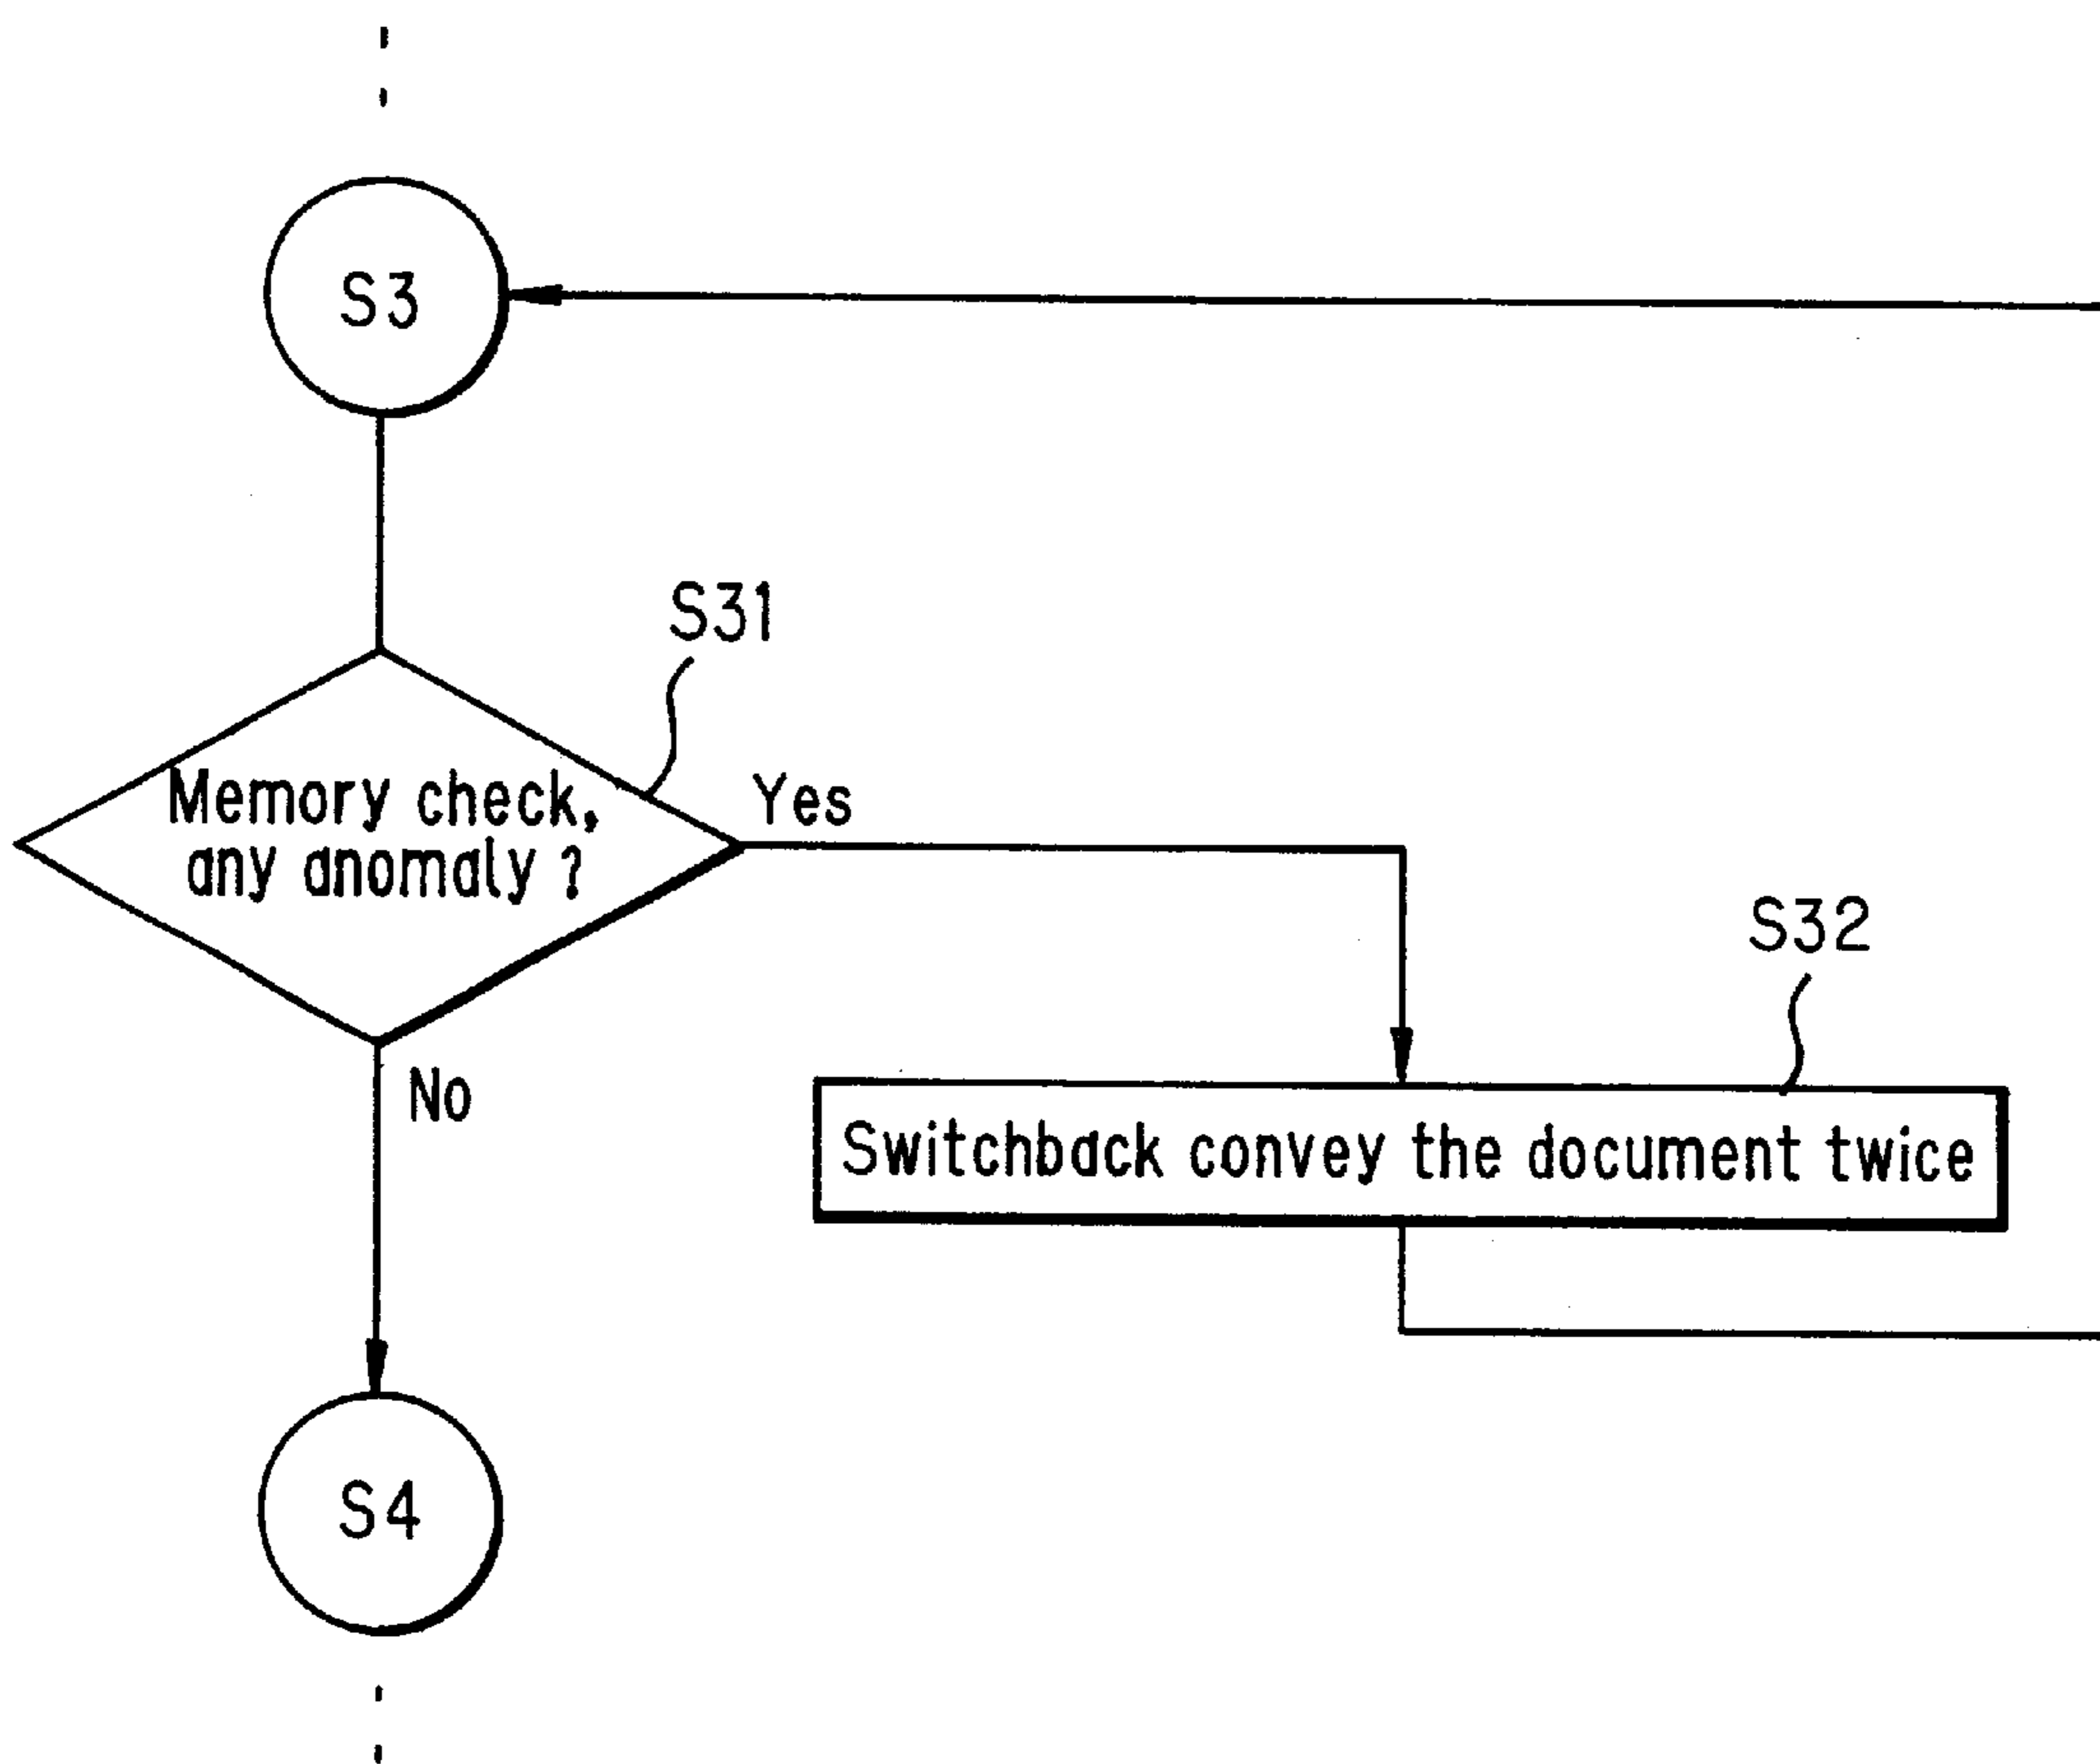 S3
S31
Memory check,
any anomaly ?
Yes
S32
No
Switchback convey the document twice
S4